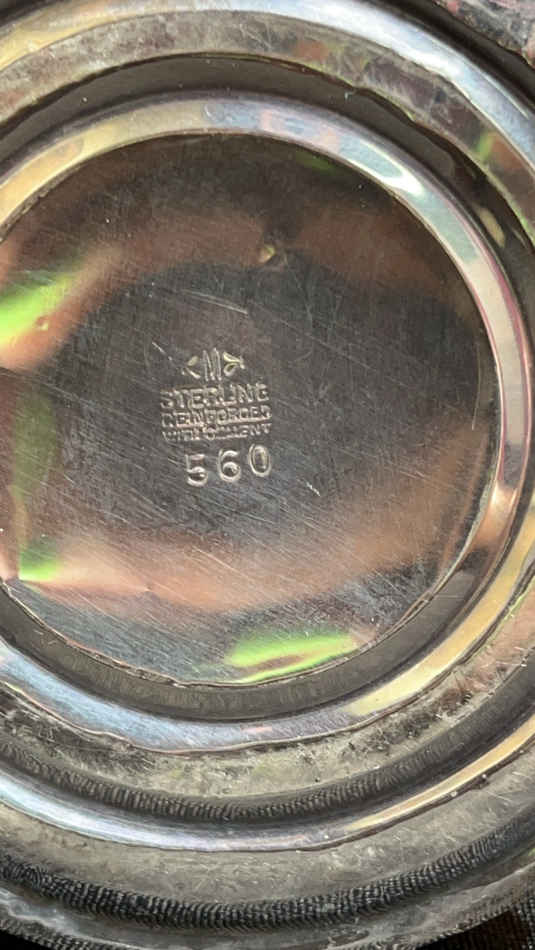 M
STERLING
REINFORCED
WITH CEMENT
560